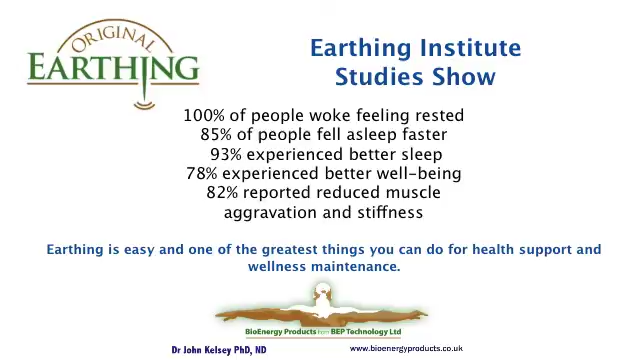 ORIGINAL
EARTHING
Earthing Institute
Studies Show
100% of people woke feeling rested
85% of people fell asleep faster
93% experienced better sleep
78% experienced better well-being
82% reported reduced muscle
aggravation and stiffness
Earthing is easy and one of the greatest things you can do for health support and
wellness maintenance.
BioEnergy Products from BEP Technology Ltd
Dr John Kelsey PhD, ND www.bioenergyproducts.co.uk